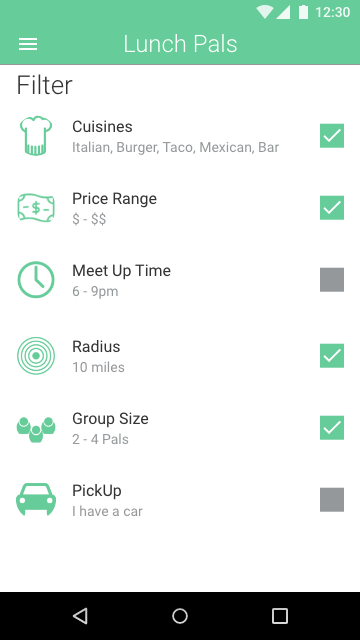 12:30
Lunch Pals
Filter
Cuisines
Italian, Burger, Taco, Mexican, Bar
Price Range
$ - $$
-$-
Meet Up Time
6 - 9pm
Radius
10 miles
Group Size
2 - 4 Pals
PickUp
I have a car